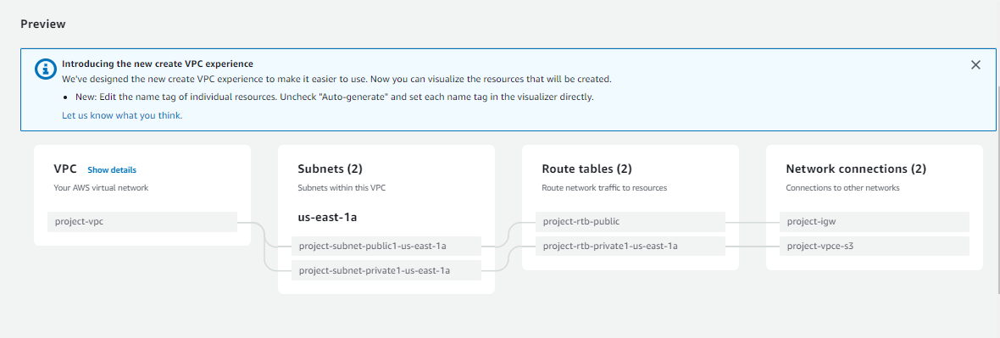 Preview
Introducing the new create VPC experience
We've designed the new create VPC experience to make it easier to use. Now you can visualize the resources that will be created.
• New: Edit the name tag of individual resources. Uncheck "Auto-generate" and set each name tag in the visualizer directly.
Let us know what you think.
VPC Show details
Your AWS virtual network
project-vpc
Subnets (2)
Subnets within this VPC
us-east-1a
project-subnet-public1-us-east-1a
project-subnet-private1-us-east-1a
Route tables (2)
Route network traffic to resources
project-rtb-public
project-rtb-private1-us-east-1a
Network connections (2)
Connections to other networks
project-igw
project-vpce-s3